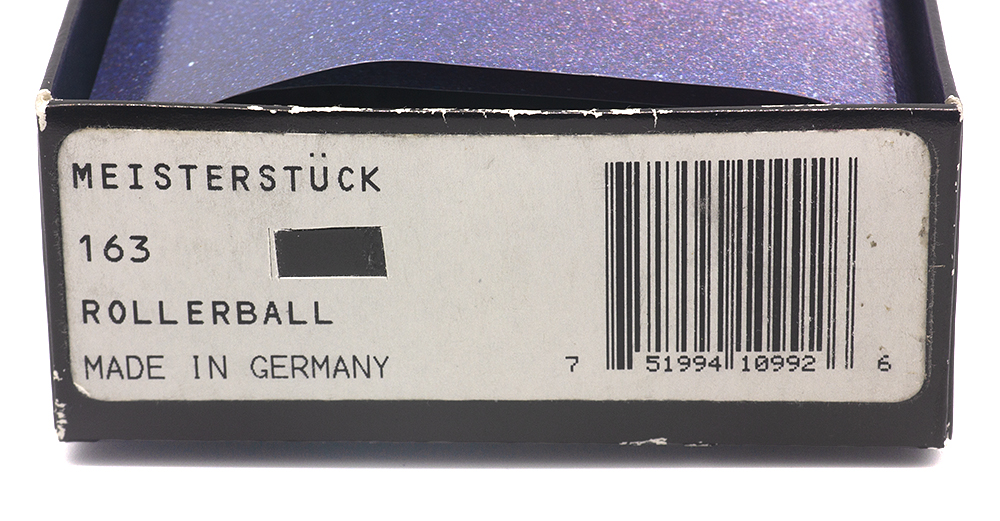 MEISTERSTÜCK
163
ROLLERBALL
MADE IN GERMANY
7 51994 10992 6